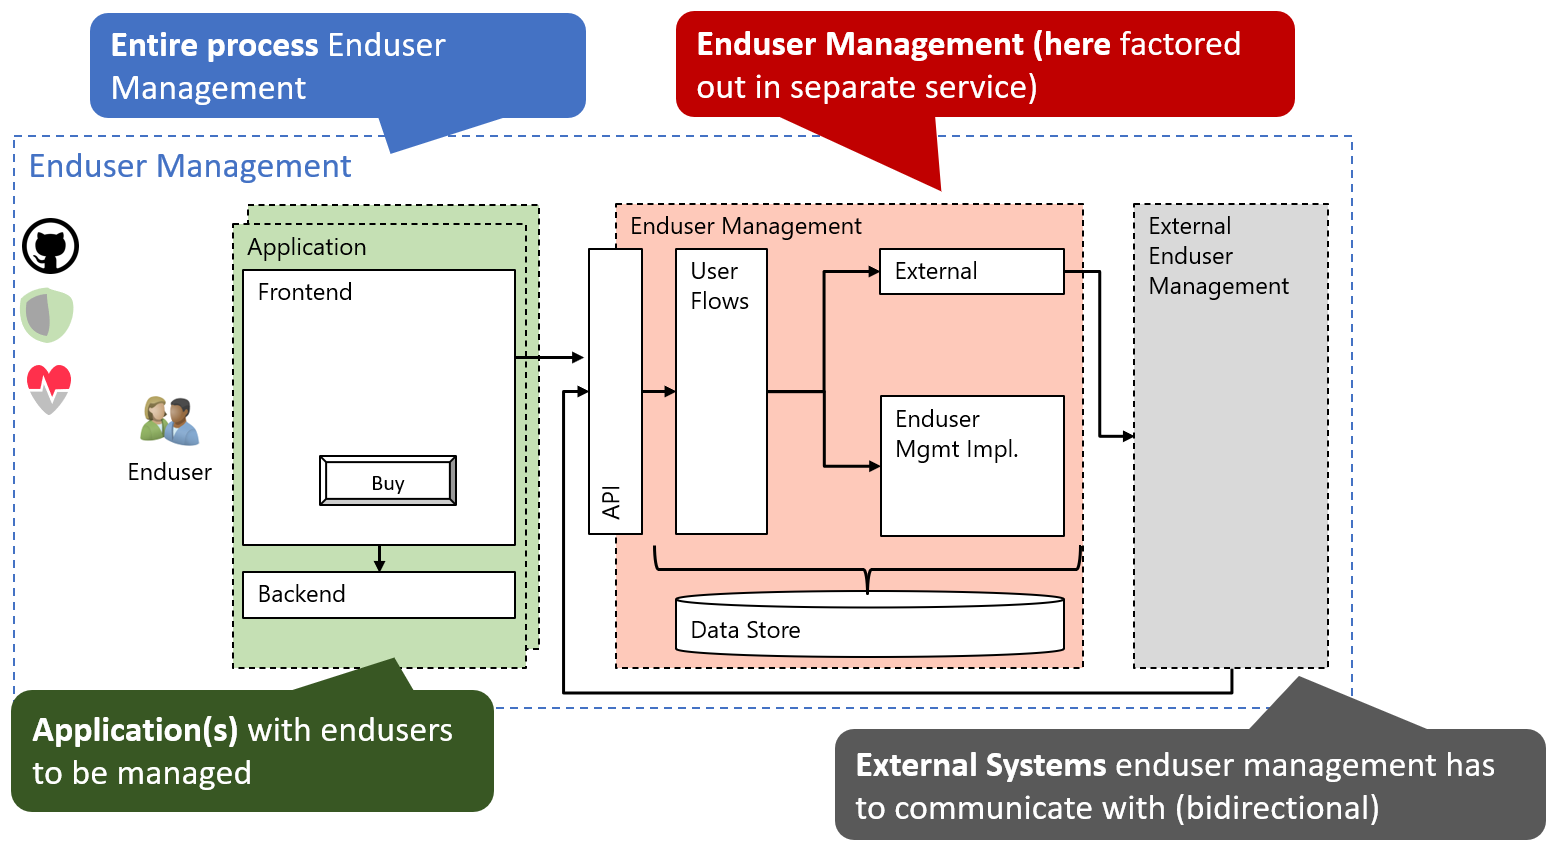 Entire process Enduser
Management
Enduser Management (here factored
out in separate service)
Enduser Management
Application
Frontend
Enduser
Buy
Backend
Enduser Management
API
User
Flows
External
Enduser
Mgmt Impl.
Data Store
External
Enduser
Management
Application(s) with endusers
to be managed
External Systems enduser management has
to communicate with (bidirectional)